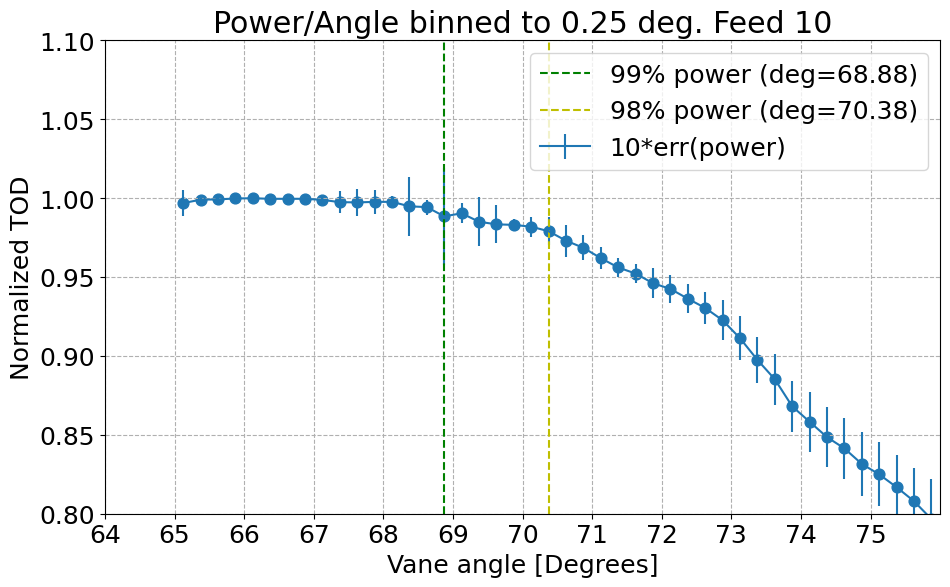 Power/Angle binned to 0.25 deg. Feed 10
99% power (deg=68.88)
98% power (deg=70.38)
10*err(power)
Normalized TOD
1.10
1.05
1.00
0.95
0.90
0.85
0.80
64 65 66 67 68 69 70 71 72 73 74 75
Vane angle [Degrees]